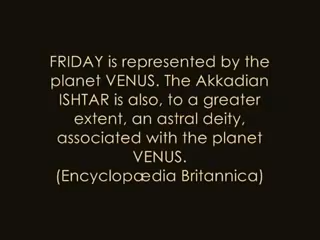 FRIDAY is represented by the
planet VENUS. The Akkadian
ISHTAR is also, to a greater
extent, an astral deity,
associated with the planet
VENUS.
(Encyclopædia Britannica)